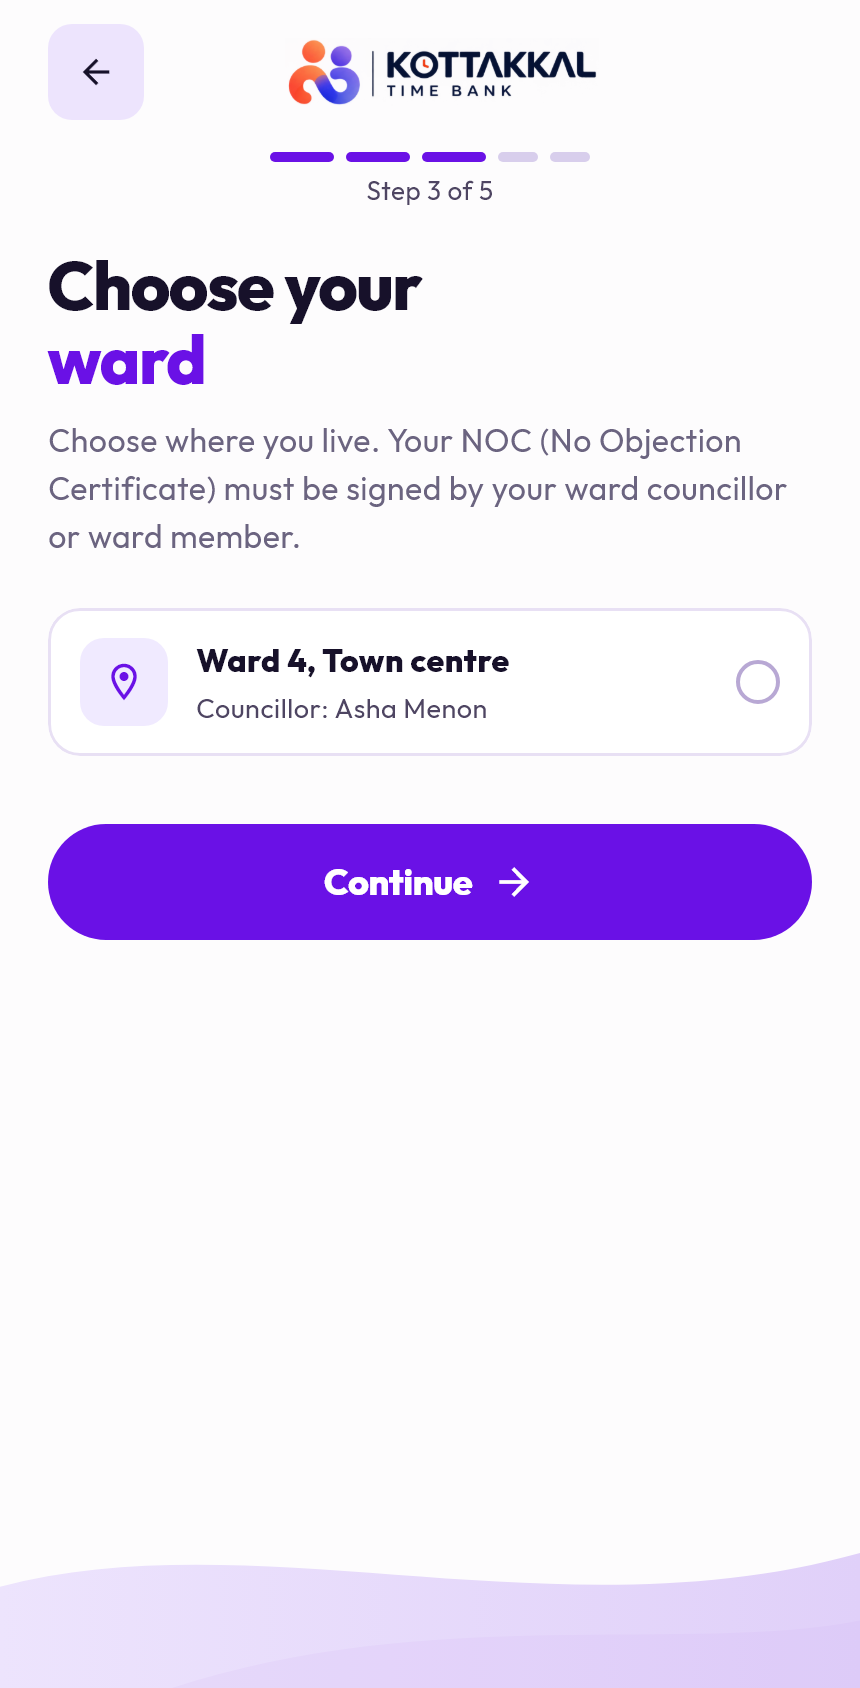 KOTTAKKAL
TIME BANK
Step 3 of 5
Choose your
ward
Choose where you live. Your NOC (No Objection
Certificate) must be signed by your ward councillor
or ward member.
Ward 4, Town centre
Councillor: Asha Menon
Continue